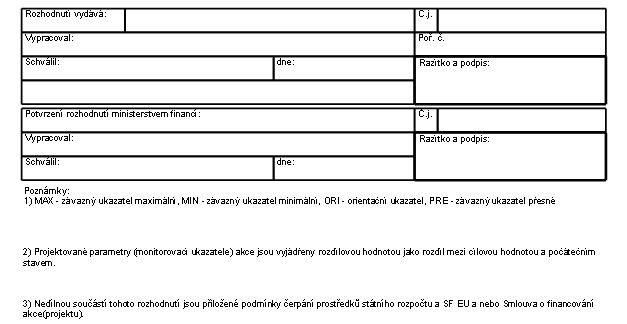 Rozhodnutí vydává: Č.j.
Vypracoval: Poř. č.
Schválil: dne: Razítko a podpis:
Potvrzení rozhodnutí ministerstvem financí: Č.j.
Vypracoval: Razítko a podpis:
Schválil: dne:
Poznámky:
1) MAX - závazný ukazatel maximální, MIN - závazný ukazatel minimální, ORI - orientační ukazatel, PRE - závazný ukazatel přesně
2) Projektované parametry (monitorovací ukazatele) akce jsou vyjádřeny rozdílovou hodnotou jako rozdíl mezi cílovou hodnotou a počátečním
stavem.
3) Nedílnou součástí tohoto rozhodnutí jsou přiložené podmínky čerpání prostředků státního rozpočtu a SF EU a nebo Smlouva o financování
akce(projektu).